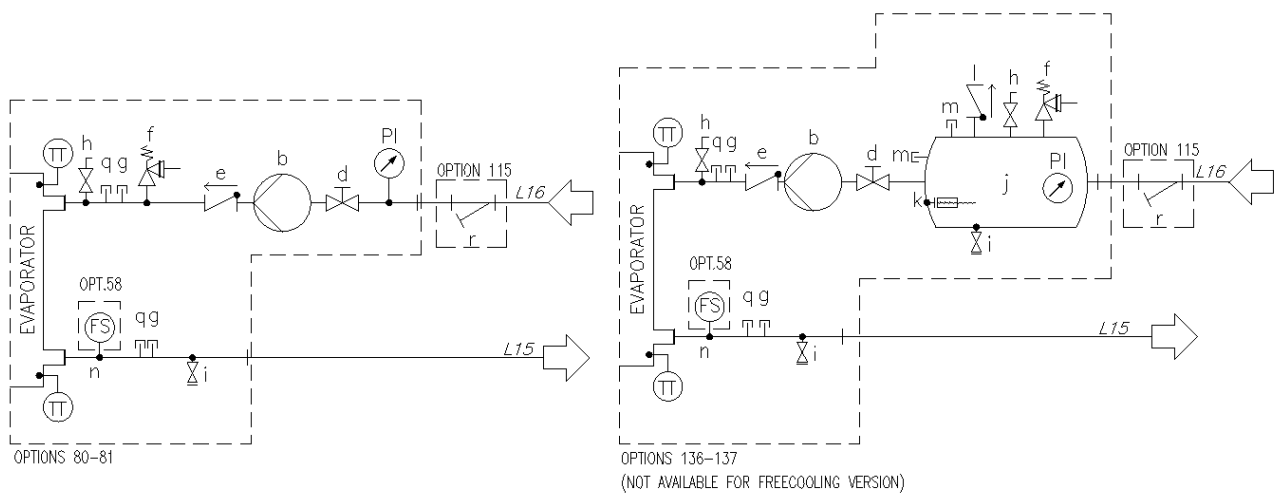 h
TT
q g
f
e
b
d
PI
OPTION 115
L16
r
EVAPORATOR
OPT.58
FS
q g
n
i
L15
TT
OPTIONS 80-81
l
h
f
m
h
TT
q g
e
b
d
m
j
PI
k
i
OPTION 115
L16
r
EVAPORATOR
OPT.58
FS
q g
n
i
L15
TT
OPTIONS 136-137
(NOT AVAILABLE FOR FREECOOLING VERSION)